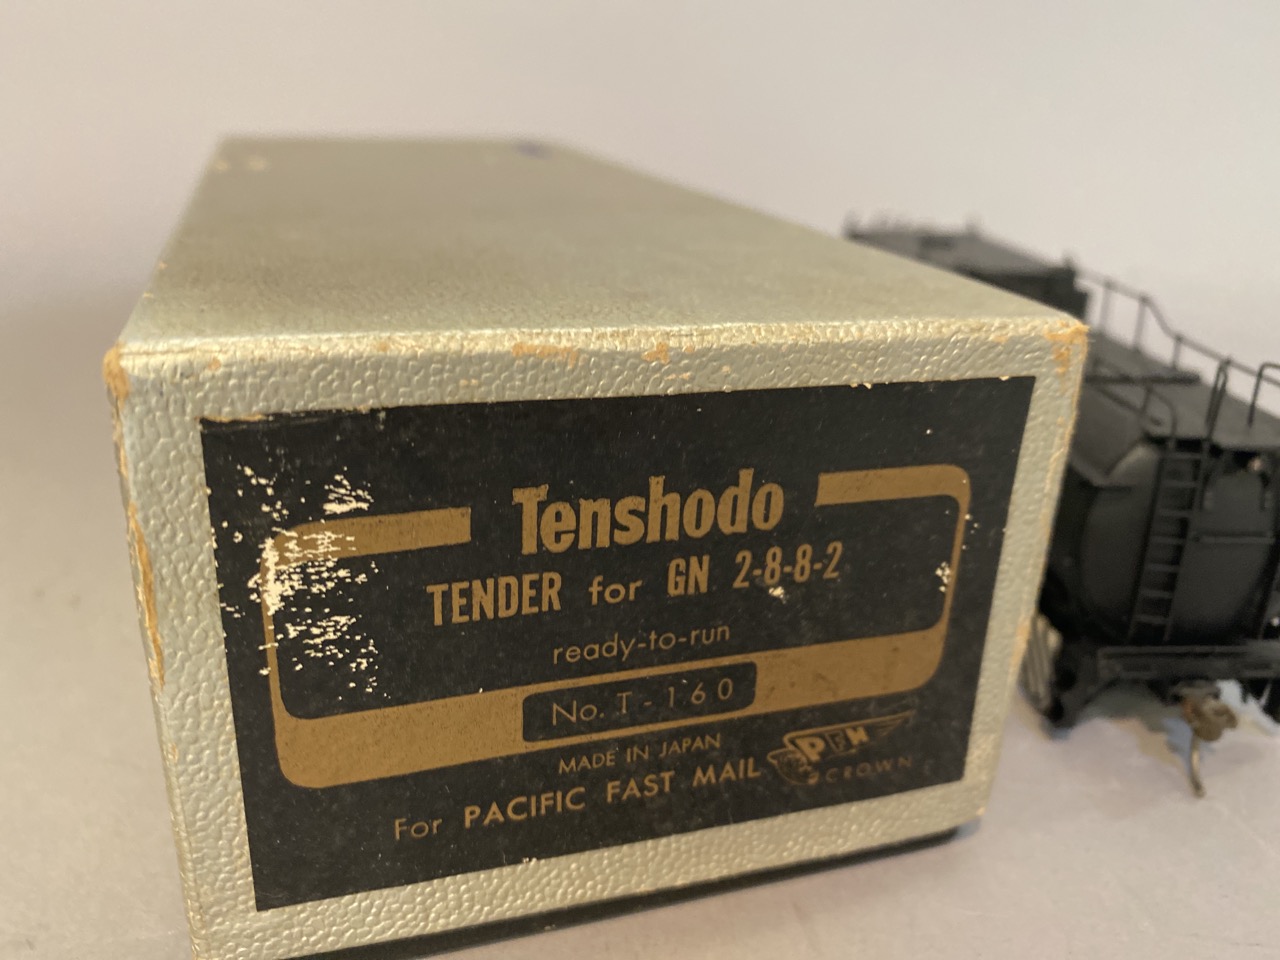 Tenshodo
TENDER for GN 2-8-8-2
ready-to-run
No. T-160
MADE IN JAPAN
For PACIFIC FAST MAIL
PFM
CROWN